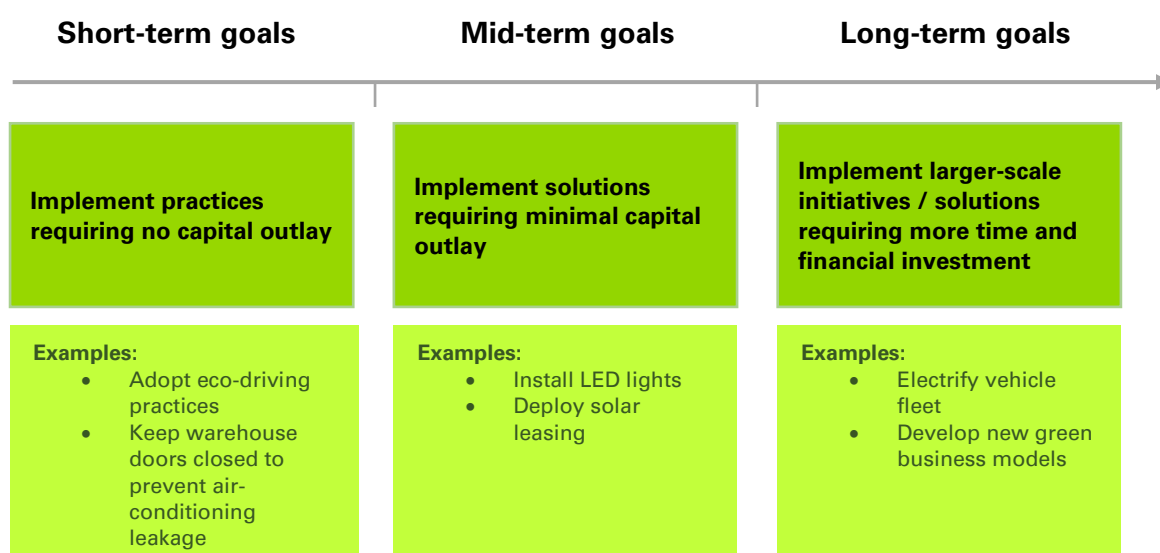 Short-term goals
Mid-term goals
Long-term goals
Implement practices
requiring no capital outlay
Implement solutions
requiring minimal capital
outlay
Implement larger-scale
initiatives / solutions
requiring more time and
financial investment
Examples:
• Adopt eco-driving
practices
• Keep warehouse
doors closed to
prevent air-
conditioning
leakage
Examples:
• Install LED lights
• Deploy solar
leasing
Examples:
• Electrify vehicle
fleet
• Develop new green
business models